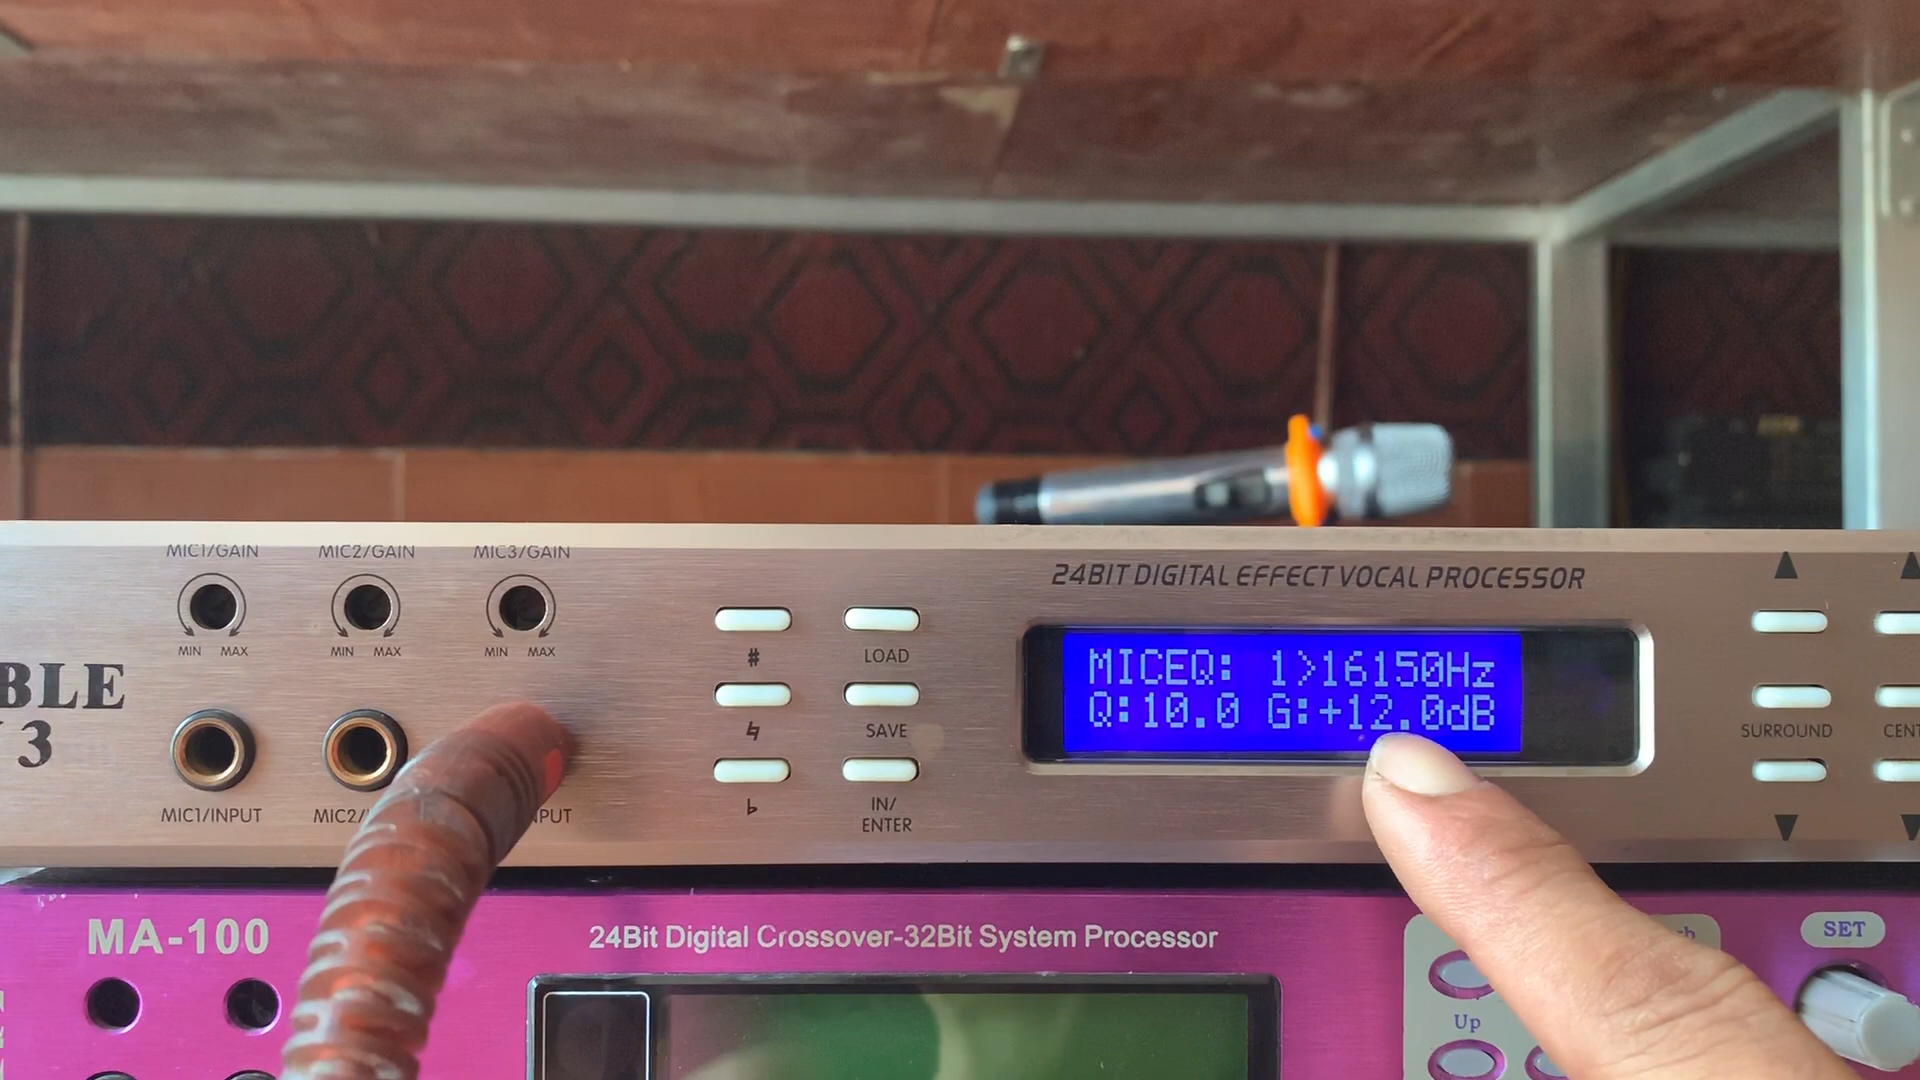 MIC1/GAIN MIC2/GAIN MIC3/GAIN
MIN MAX MIN MAX MIN MAX
24BIT DIGITAL EFFECT VOCAL PROCESSOR
BLE
3
# LOAD
♮ SAVE
♭ IN/
ENTER
MICEQ: 1>16150Hz
Q:10.0 G:+12.0dB
SURROUND CENT
MIC1/INPUT MIC2/ PUT
MA-100
24Bit Digital Crossover-32Bit System Processor
SET
Up